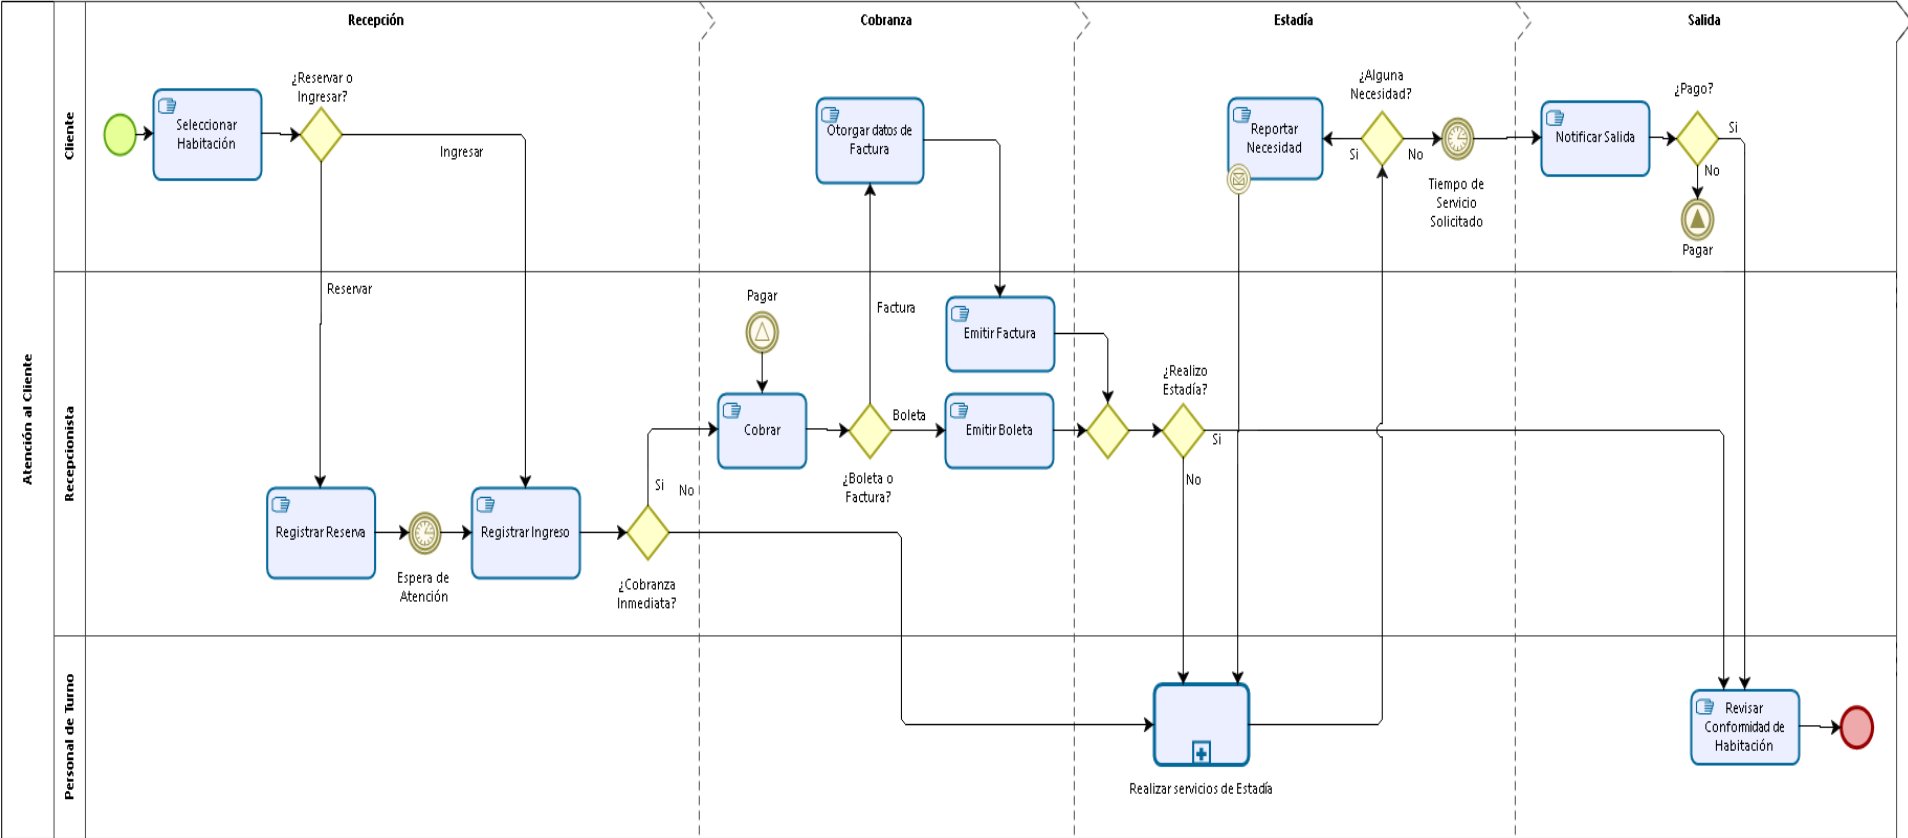 Recepción
Cobranza
Estadía
Salida
Atención al Cliente
Cliente
Seleccionar
Habitación
¿Reservar o
Ingresar?
Ingresar
Reservar
Otorgar datos de
Factura
Reportar
Necesidad
¿Alguna
Necesidad?
Si
No
Tiempo de
Servicio
Solicitado
Notificar Salida
¿Pago?
Si
No
Pagar
Recepcionista
Registrar Reserva
Espera de
Atención
Registrar Ingreso
¿Cobranza
Inmediata?
Si
No
Pagar
Cobrar
Factura
Boleta
¿Boleta o
Factura?
Emitir Factura
Emitir Boleta
¿Realizo
Estadía?
Si
No
Personal de Turno
Realizar servicios de Estadía
Revisar
Conformidad de
Habitación